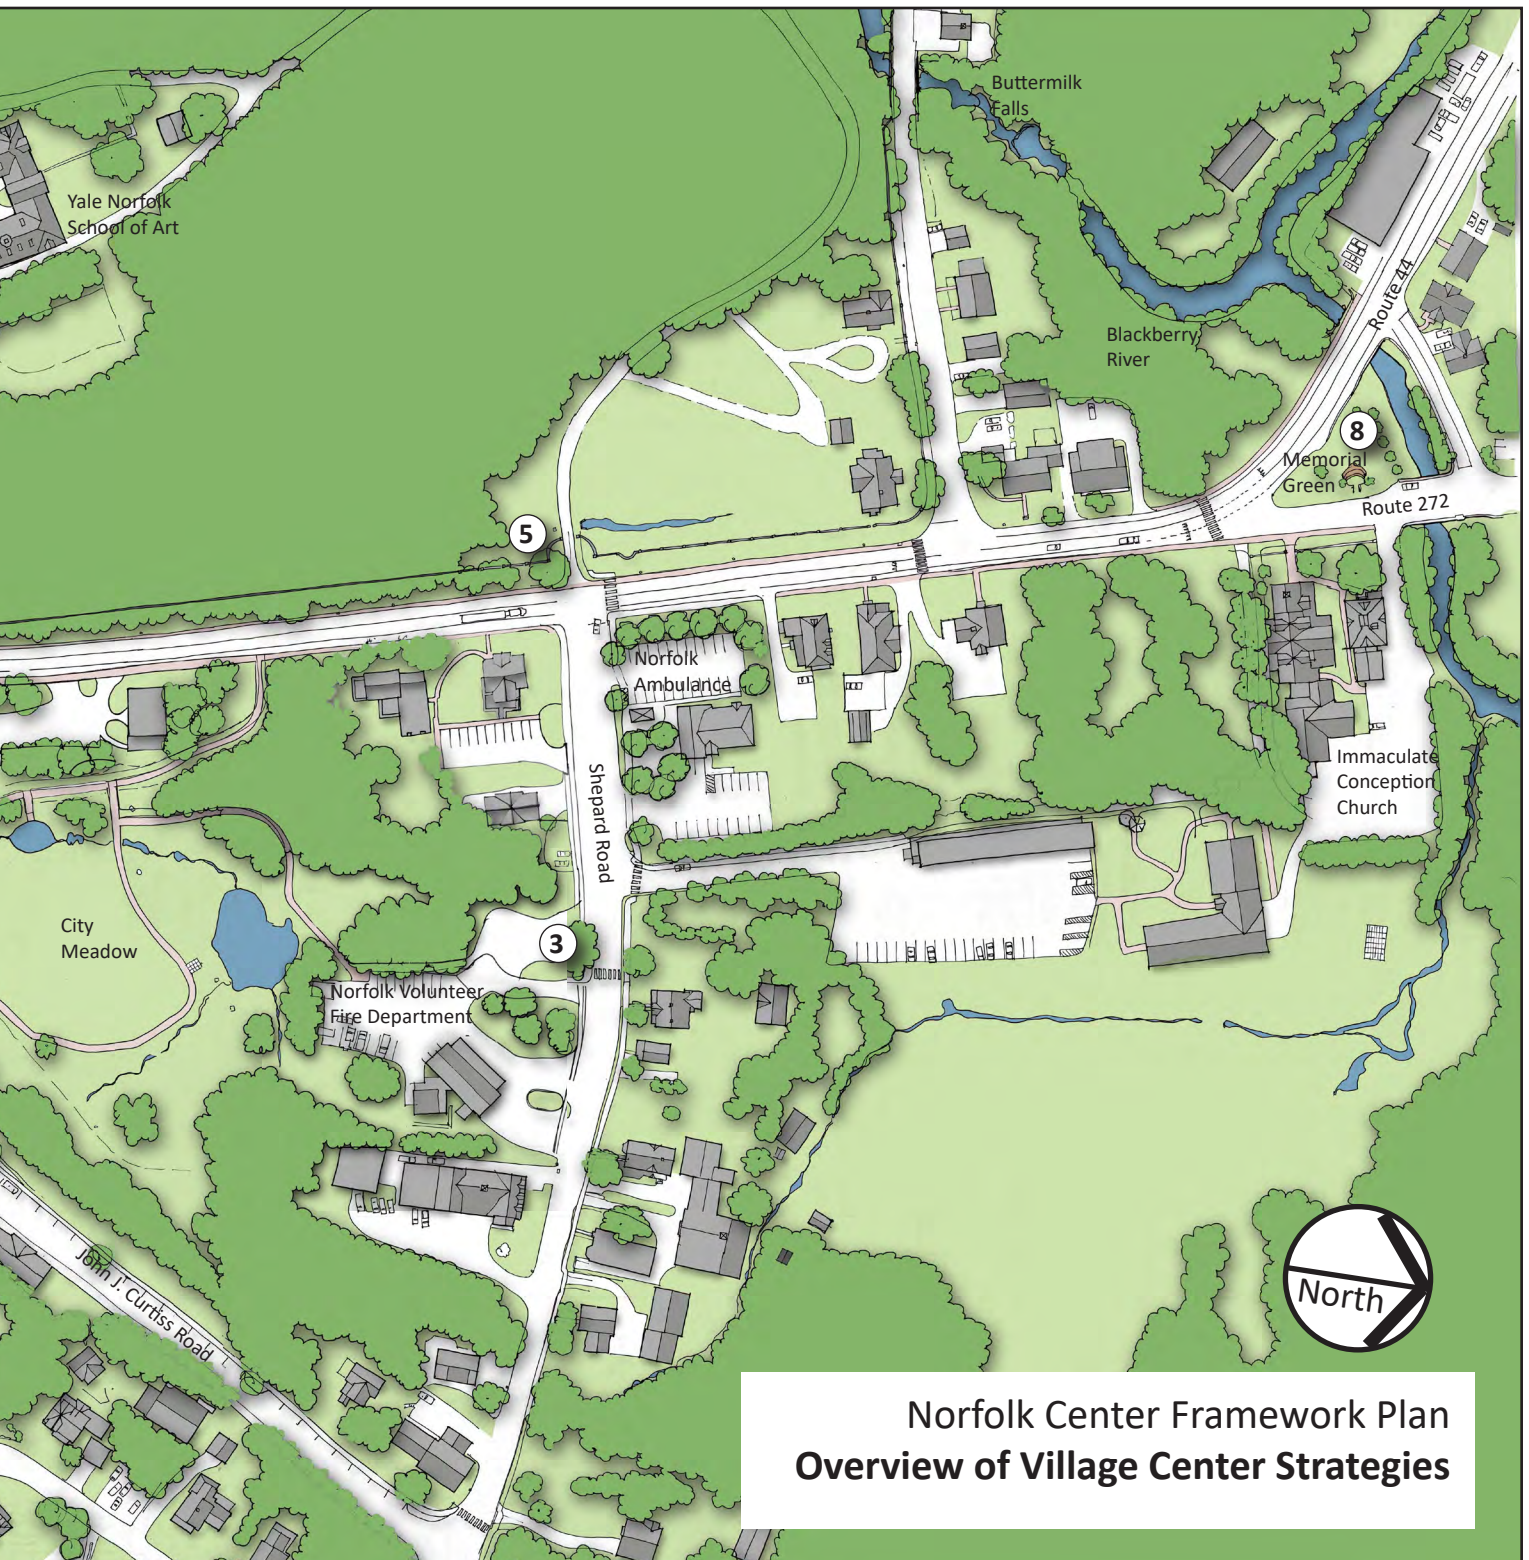 Buttermilk
Falls
Yale Norfolk
School of Art
Route 44
Blackberry
River
8
Memorial
Green
Route 272
5
Norfolk
Ambulance
Shepard Road
Immaculate
Conception
Church
City
Meadow
3
Norfolk Volunteer
Fire Department
John J. Curtiss Road
North
Norfolk Center Framework Plan
Overview of Village Center Strategies